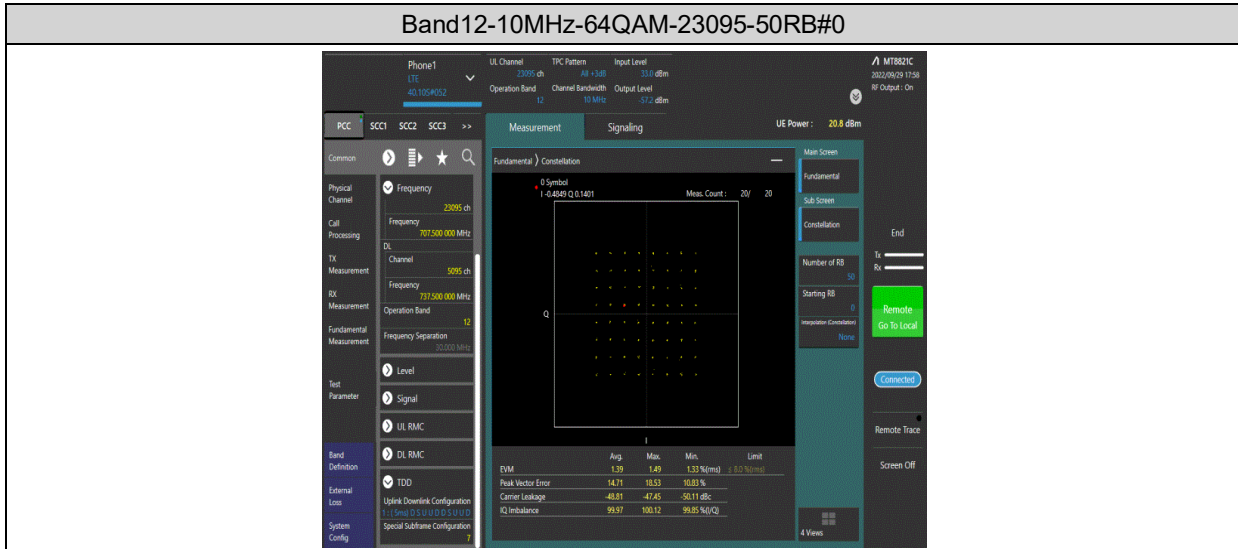 Band12-10MHz-64QAM-23095-50RB#0
Phone1
LTE
40.10S#052
UL Channel TPC Pattern Input Level
23095 ch All +3dB 33.0 dBm
Operation Band Channel Bandwidth Output Level
12 10 MHz -57.2 dBm
MT8821C
2022/09/29 17:58
RF Output : On
PCC SCC1 SCC2 SCC3 >>
Measurement Signaling
UE Power : 20.8 dBm
Common
Physical
Channel
Call
Processing
TX
Measurement
RX
Measurement
Fundamental
Measurement
Test
Parameter
Band
Definition
External
Loss
System
Config
Frequency
23095 ch
Frequency
707.500 000 MHz
DL
Channel
5095 ch
Frequency
737.500 000 MHz
Operation Band
12
Frequency Separation
30.000 MHz
Level
Signal
UL RMC
DL RMC
TDD
Uplink Downlink Configuration
1 : ( 5ms) D S U U D D S U U D
Special Subframe Configuration
7
Fundamental 〉 Constellation
0 Symbol
I -0.4849 Q 0.1401
Meas. Count : 20/ 20
Q
I
Avg. Max. Min. Limit
EVM 1.39 1.49 1.33 %(rms) ≤ 8.0 %(rms)
Peak Vector Error 14.71 18.53 10.83 %
Carrier Leakage -48.81 -47.45 -50.11 dBc
IQ Imbalance 99.97 100.12 99.85 %(I/Q)
Main Screen
Fundamental
Sub Screen
Constellation
Number of RB
50
Starting RB
0
Interpolation (Constellation)
None
4 Views
End
Tx
Rx
Remote
Go To Local
Connected
Remote Trace
Screen Off